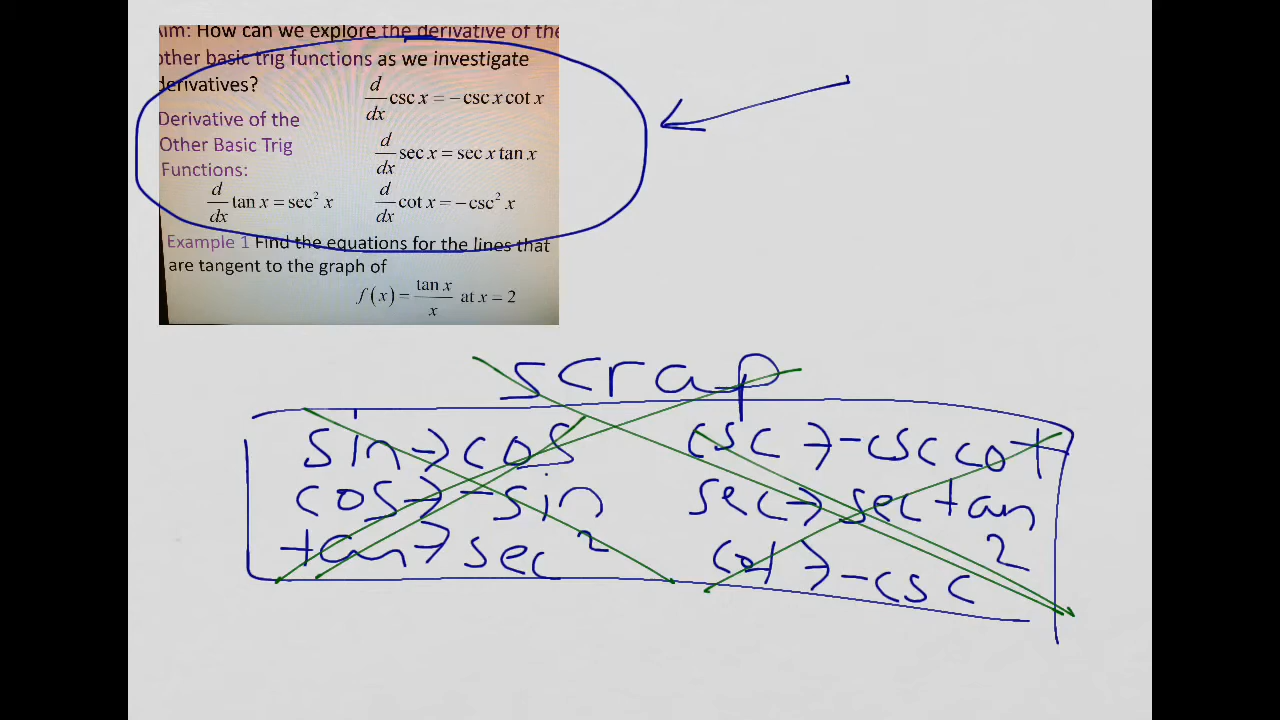 Aim: How can we explore the derivative of the
other basic trig functions as we investigate
derivatives?
d/dx csc x = −csc x cot x
Derivative of the
Other Basic Trig
Functions:
d/dx sec x = sec x tan x
d/dx tan x = sec² x
d/dx cot x = −csc² x
Example 1 Find the equations for the lines that
are tangent to the graph of
f(x) = tan x / x at x = 2
scrap
sin→cos
cos→-sin
tan→sec²
csc→-csc cot
sec→sec tan
cot→-csc²